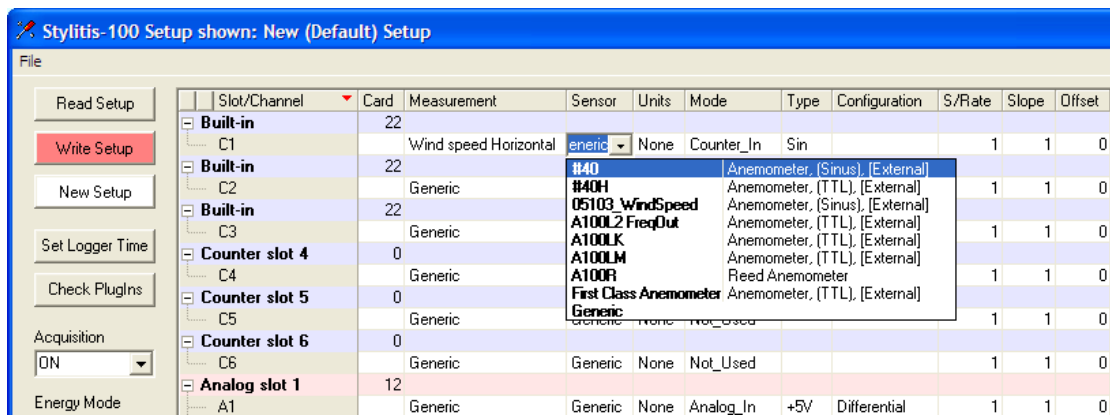 Stylitis-100 Setup shown: New (Default) Setup
File
Read Setup
Write Setup
New Setup
Set Logger Time
Check PlugIns
Acquisition
ON
Energy Mode
Slot/Channel Card Measurement Sensor Units Mode Type Configuration S/Rate Slope Offset
Built-in 22
C1 Wind speed Horizontal eneric None Counter_In Sin 1 1 0
#40 Anemometer, (Sinus), [External]
Built-in 22
#40H Anemometer, (TTL), [External]
C2 Generic 1 1 0
05103_WindSpeed Anemometer, (Sinus), [External]
Built-in 22
A100L2 FreqOut Anemometer, (TTL), [External]
C3 Generic 1 1 0
A100LK Anemometer, (TTL), [External]
Counter slot 4 0
A100LM Anemometer, (TTL), [External]
C4 Generic 1 1 0
A100R Reed Anemometer
Counter slot 5 0
First Class Anemometer Anemometer, (TTL), [External]
Generic
C5 Generic Generic None Not_Used 1 1 0
Counter slot 6 0
C6 Generic Generic None Not_Used 1 1 0
Analog slot 1 12
A1 Generic Generic None Analog_In +5V Differential 1 1 0